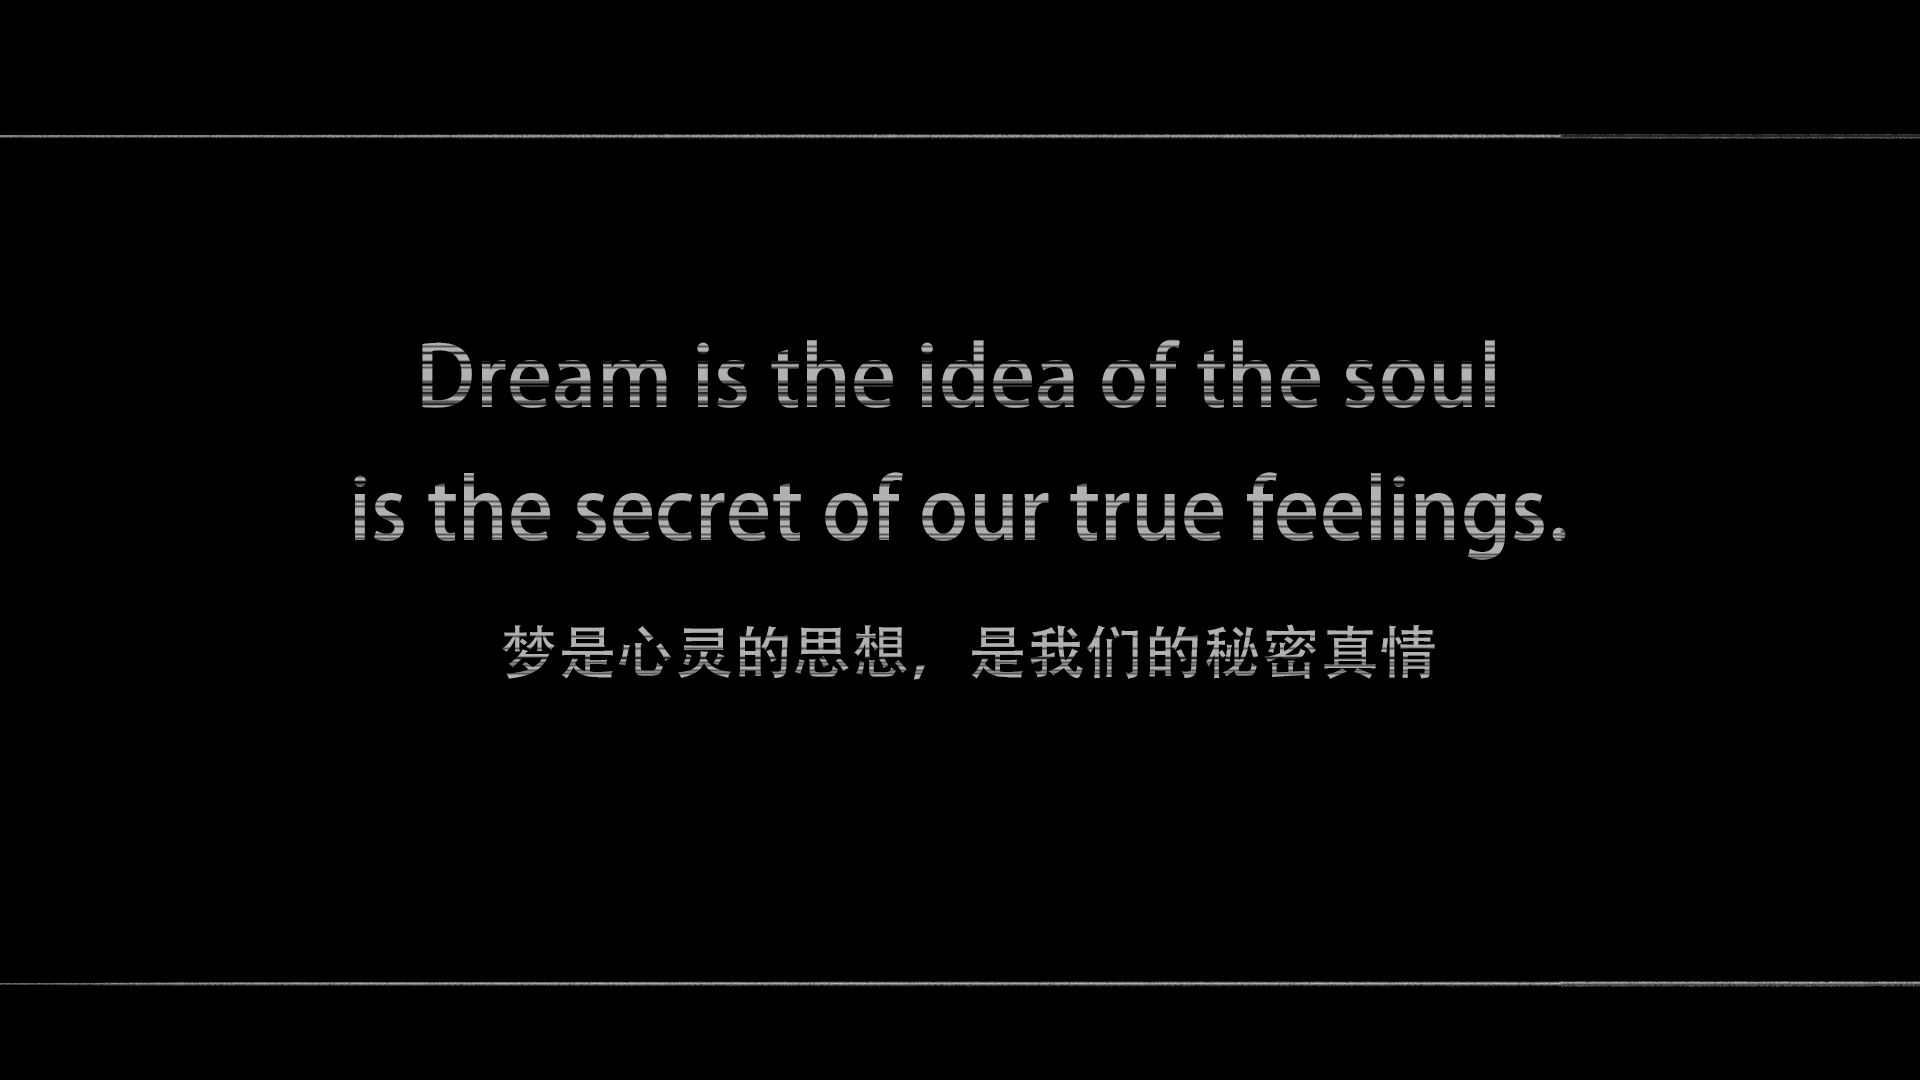 Dream is the idea of the soul
is the secret of our true feelings.
梦是心灵的思想，是我们的秘密真情